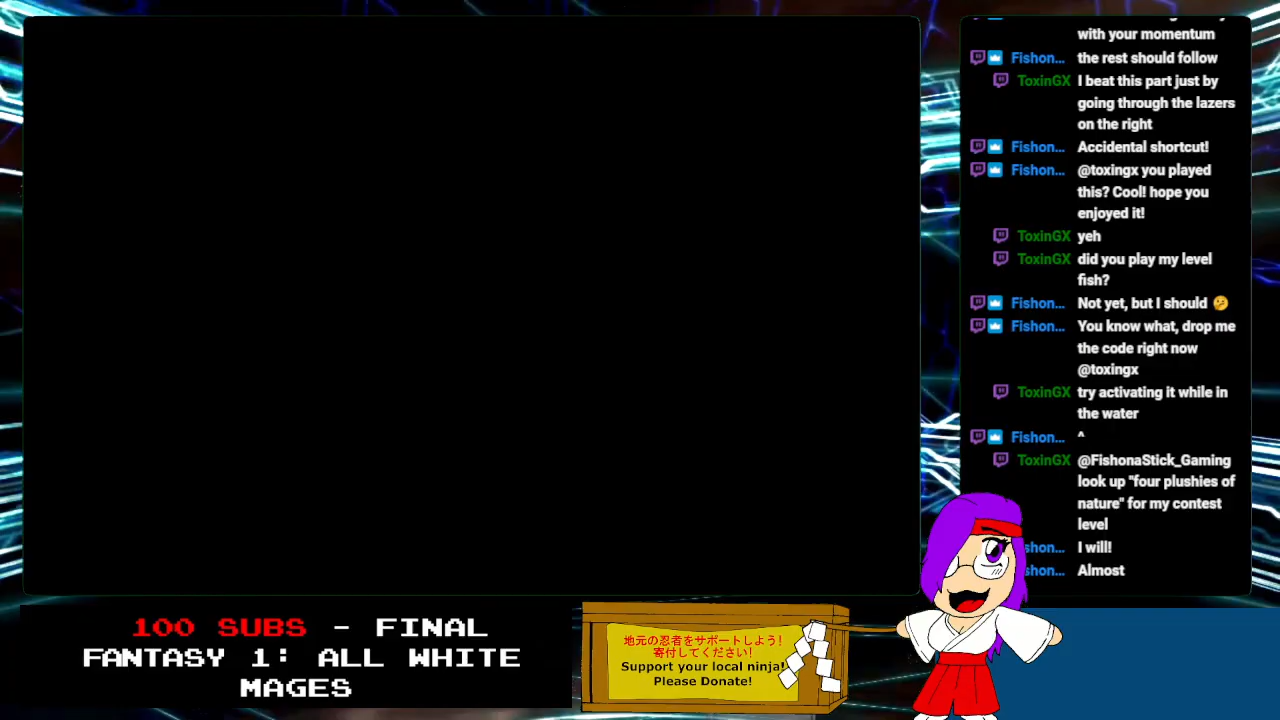 with your momentum
Fishon... the rest should follow
ToxinGX I beat this part just by
going through the lazers
on the right
Fishon... Accidental shortcut!
Fishon... @toxingx you played
this? Cool! hope you
enjoyed it!
ToxinGX yeh
ToxinGX did you play my level
fish?
Fishon... Not yet, but I should 🤔
Fishon... You know what, drop me
the code right now
@toxingx
ToxinGX try activating it while in
the water
Fishon... ^
ToxinGX @FishonaStick_Gaming
look up "four plushies of
nature" for my contest
level
shon... I will!
shon... Almost
100 SUBS - FINAL
FANTASY 1: ALL WHITE
MAGES
地元の忍者をサポートしよう!
寄付してください!
Support your local ninja!
Please Donate!